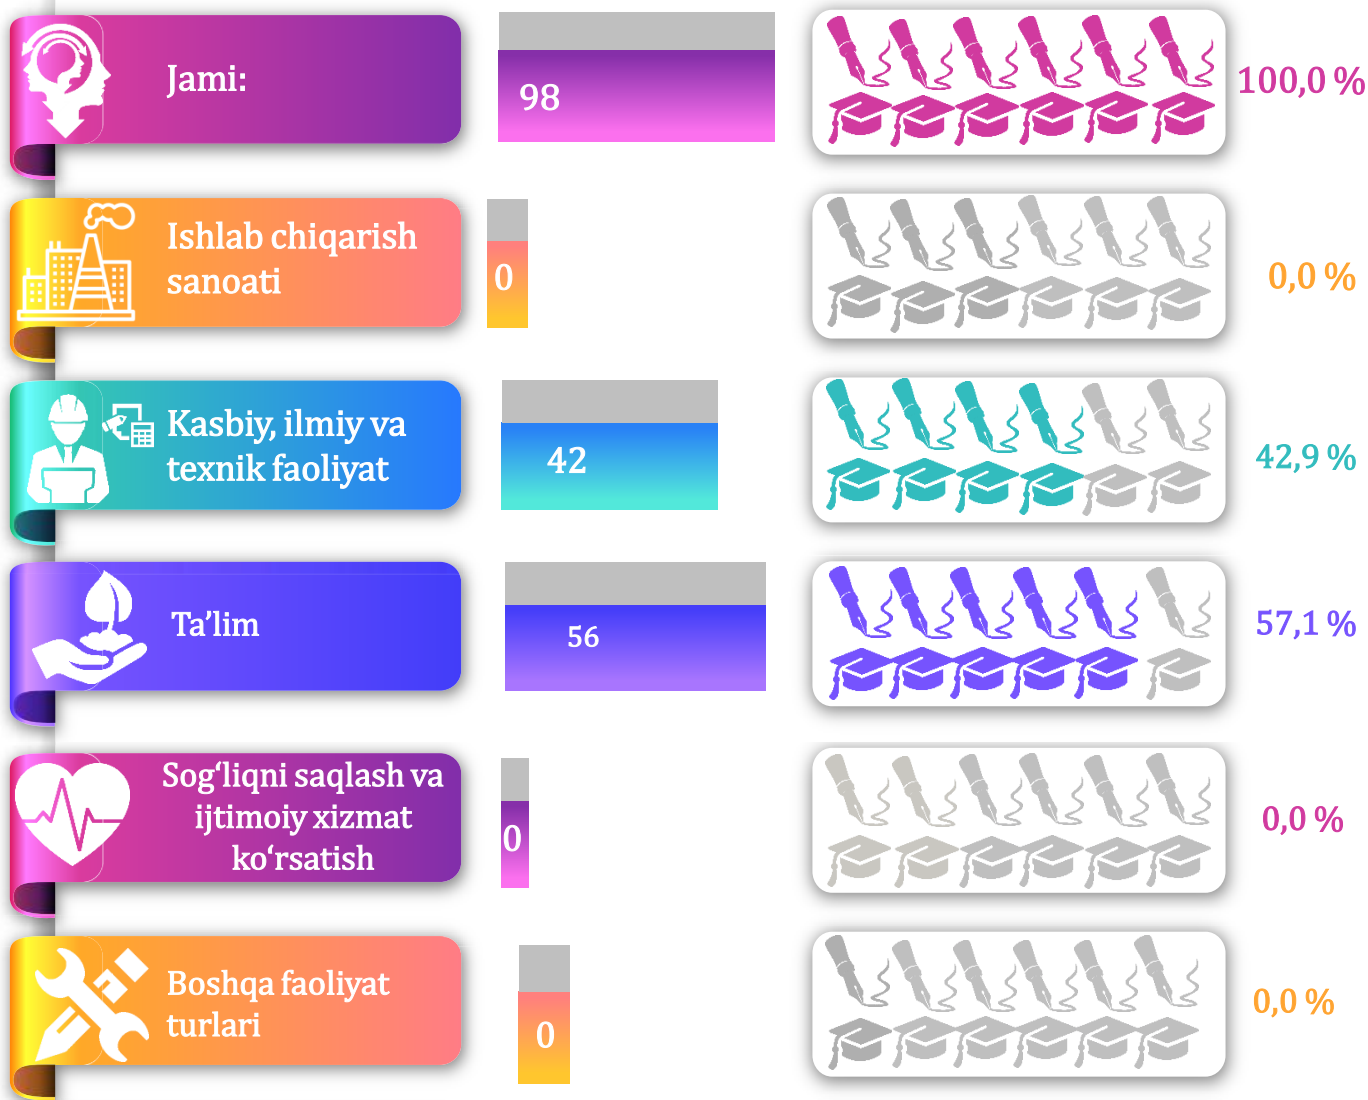 Jami:
98
100,0 %
Ishlab chiqarish
sanoati
0
0,0 %
Kasbiy, ilmiy va
texnik faoliyat
42
42,9 %
Ta’lim
56
57,1 %
Sog‘liqni saqlash va
ijtimoiy xizmat
ko‘rsatish
0
0,0 %
Boshqa faoliyat
turlari
0
0,0 %